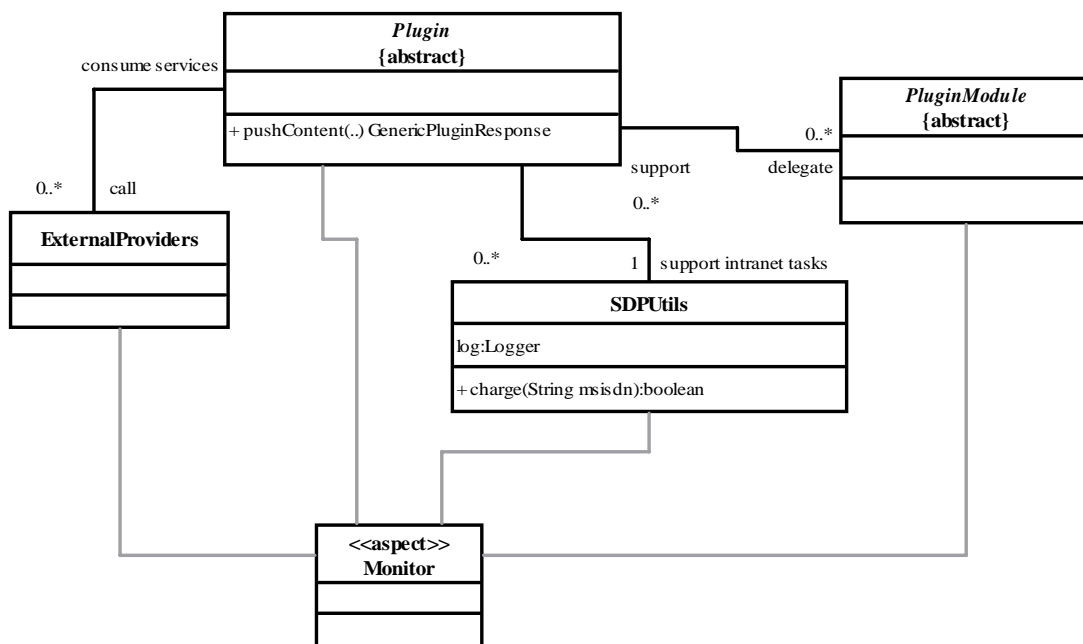 Plugin
{abstract}
consume services
+ pushContent(..) GenericPluginResponse
PluginModule
{abstract}
0..*
support
delegate
0..*
call
0..*
ExternalProviders
0..*
1
support intranet tasks
SDPUtils
log:Logger
+ charge(String msisdn):boolean
<<aspect>>
Monitor